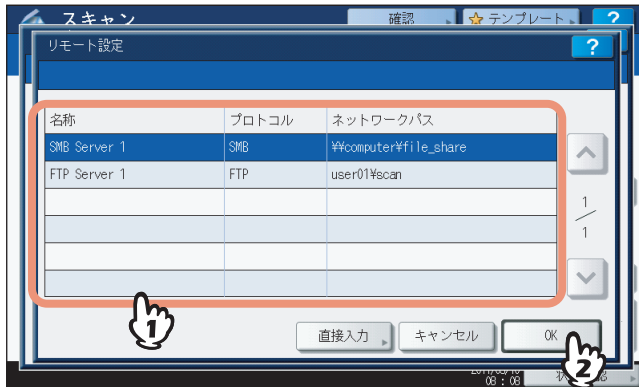 スキャン 確認 テンプレート ?
リモート設定 ?
名称 プロトコル ネットワークパス
SMB Server 1 SMB ¥¥computer¥file_share
FTP Server 1 FTP user01¥scan
1
1
1
直接入力 キャンセル OK
2
08 : 08